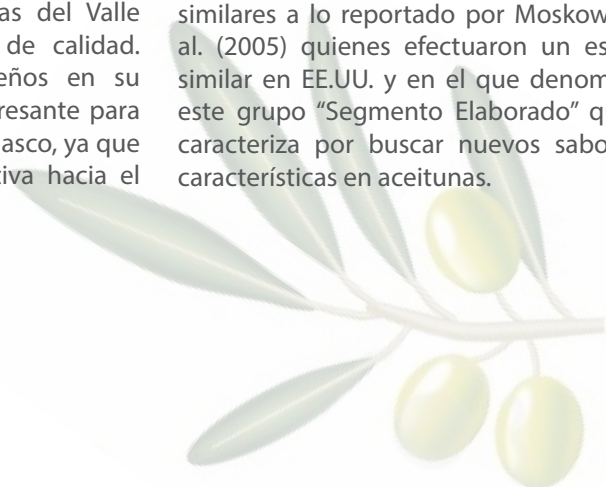 as del Valle
de calidad.
eños en su
resante para
asco, ya que
tiva hacia el
similares a lo reportado por Moskow
al. (2005) quienes efectuaron un es
similar en EE.UU. y en el que denom
este grupo “Segmento Elaborado” q
caracteriza por buscar nuevos sabo
características en aceitunas.